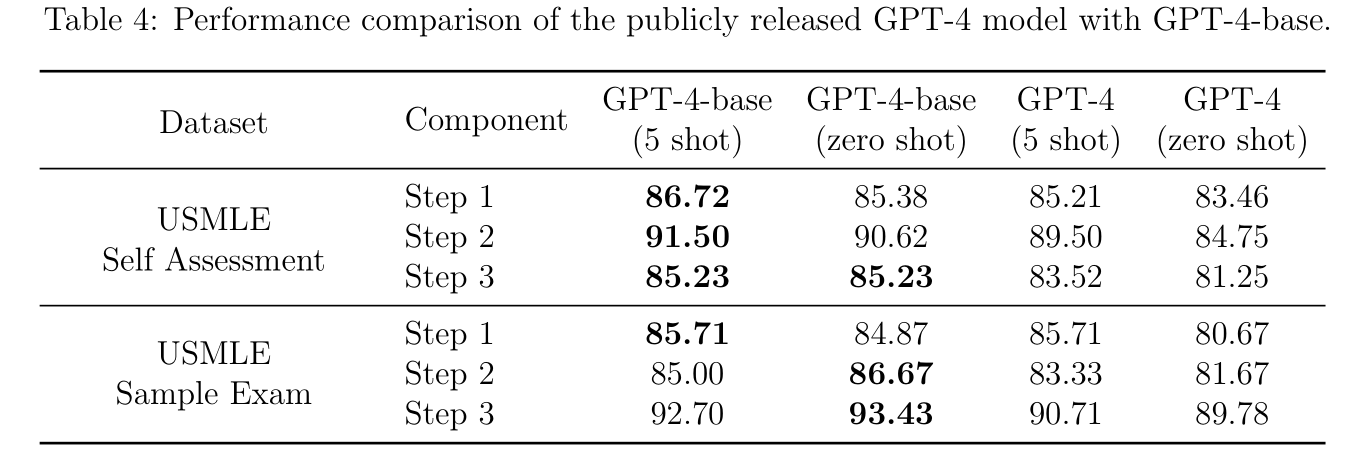 Table 4: Performance comparison of the publicly released GPT-4 model with GPT-4-base.
Dataset Component GPT-4-base (5 shot) GPT-4-base (zero shot) GPT-4 (5 shot) GPT-4 (zero shot)
USMLE Self Assessment
Step 1 86.72 85.38 85.21 83.46
Step 2 91.50 90.62 89.50 84.75
Step 3 85.23 85.23 83.52 81.25
USMLE Sample Exam
Step 1 85.71 84.87 85.71 80.67
Step 2 85.00 86.67 83.33 81.67
Step 3 92.70 93.43 90.71 89.78